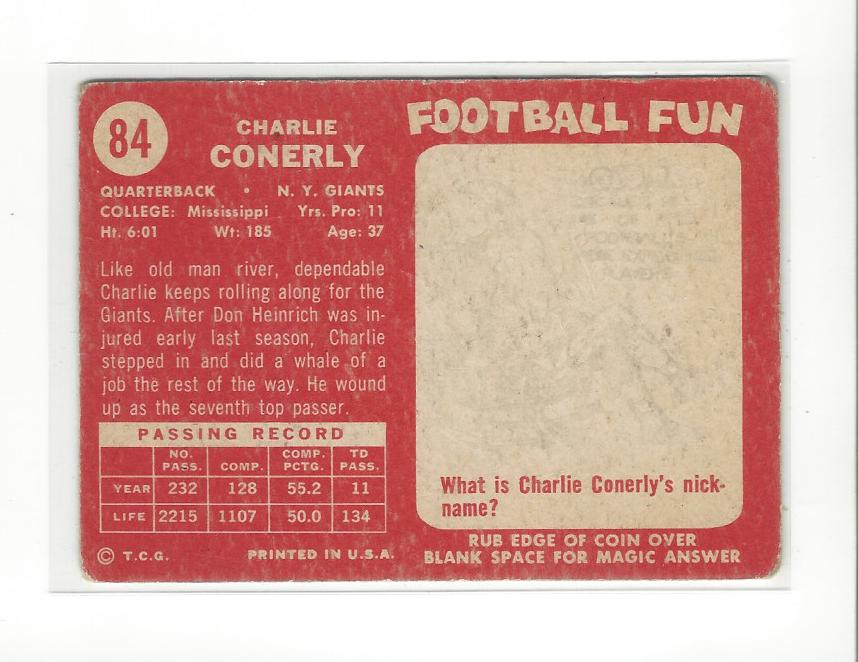 84
CHARLIE
CONERLY
QUARTERBACK • N. Y. GIANTS
COLLEGE: Mississippi Yrs. Pro: 11
Ht. 6:01 Wt: 185 Age: 37
Like old man river, dependable
Charlie keeps rolling along for the
Giants. After Don Heinrich was in-
jured early last season, Charlie
stepped in and did a whale of a
job the rest of the way. He wound
up as the seventh top passer.
PASSING RECORD
NO. PASS. COMP. COMP. PCTG. TD PASS.
YEAR 232 128 55.2 11
LIFE 2215 1107 50.0 134
© T.C.G. PRINTED IN U.S.A.
FOOTBALL FUN
What is Charlie Conerly's nick-
name?
RUB EDGE OF COIN OVER
BLANK SPACE FOR MAGIC ANSWER